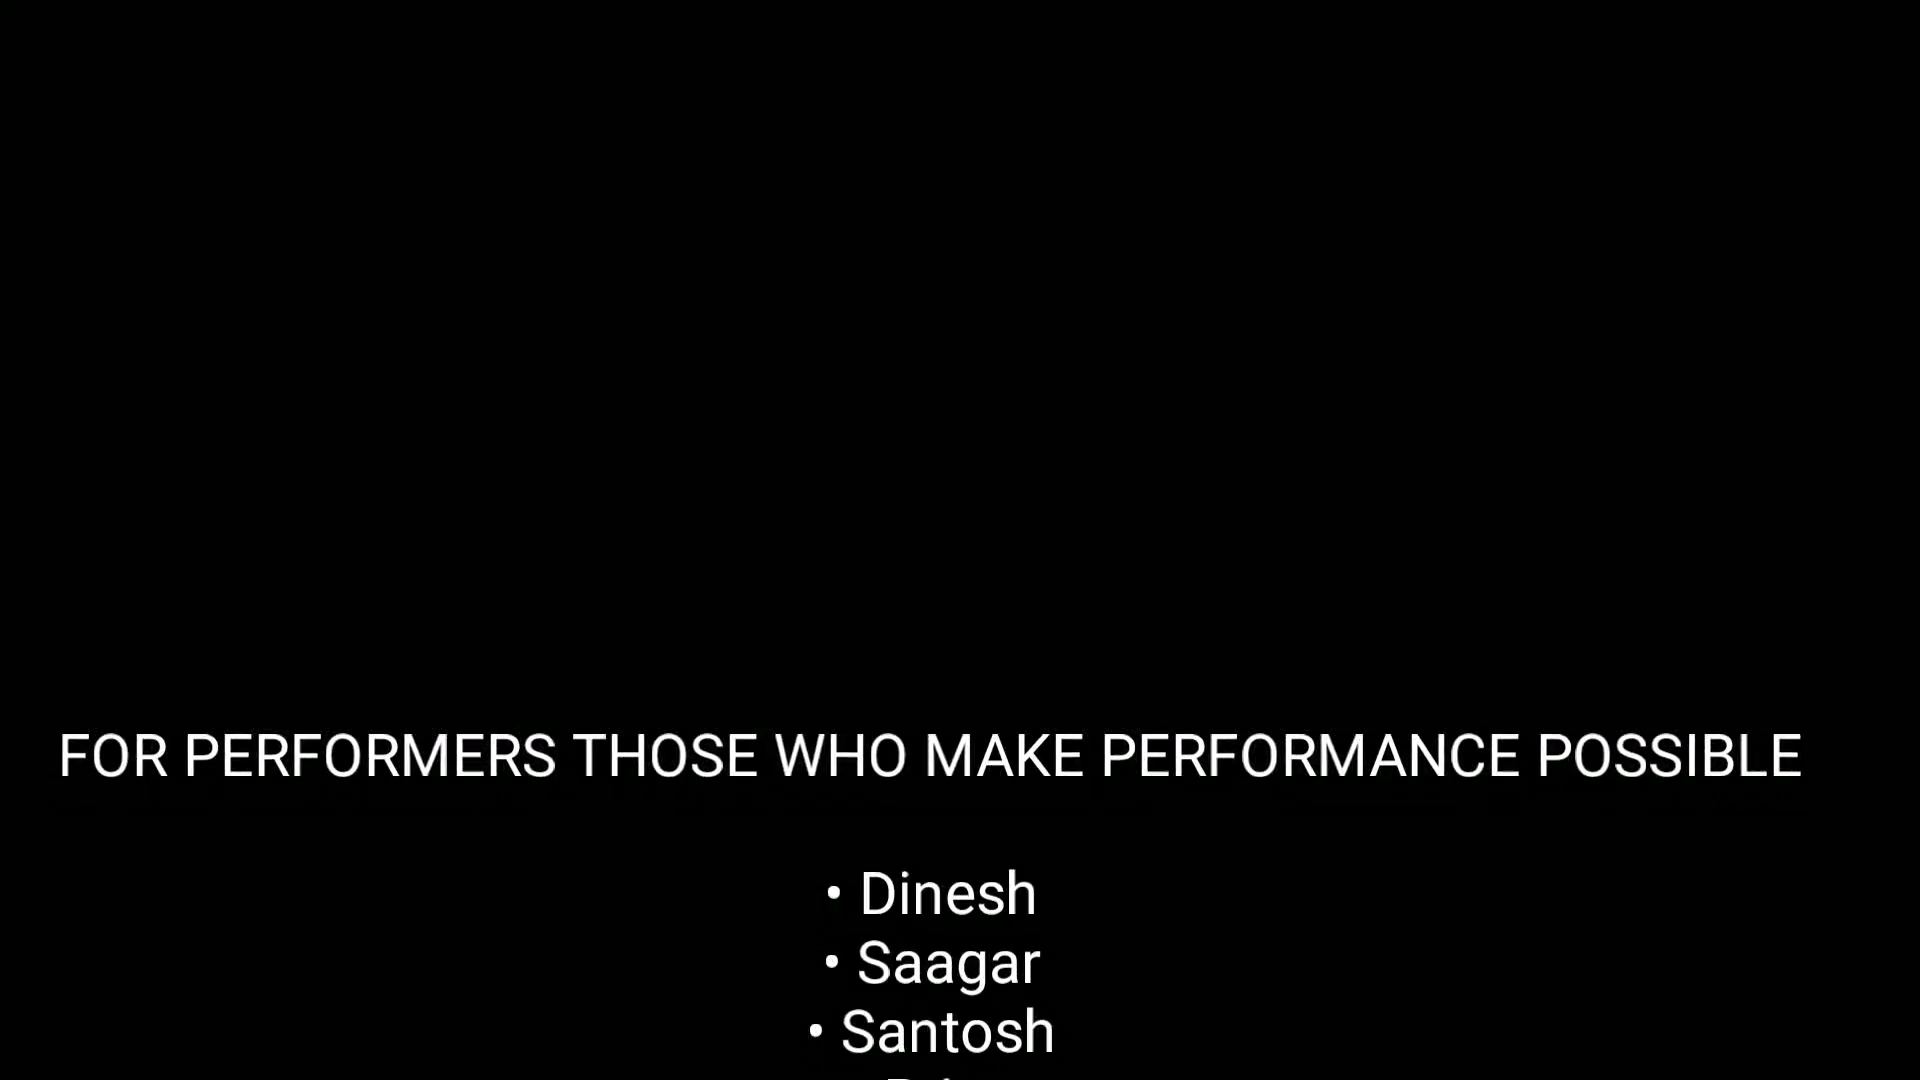 FOR PERFORMERS THOSE WHO MAKE PERFORMANCE POSSIBLE
• Dinesh
• Saagar
• Santosh